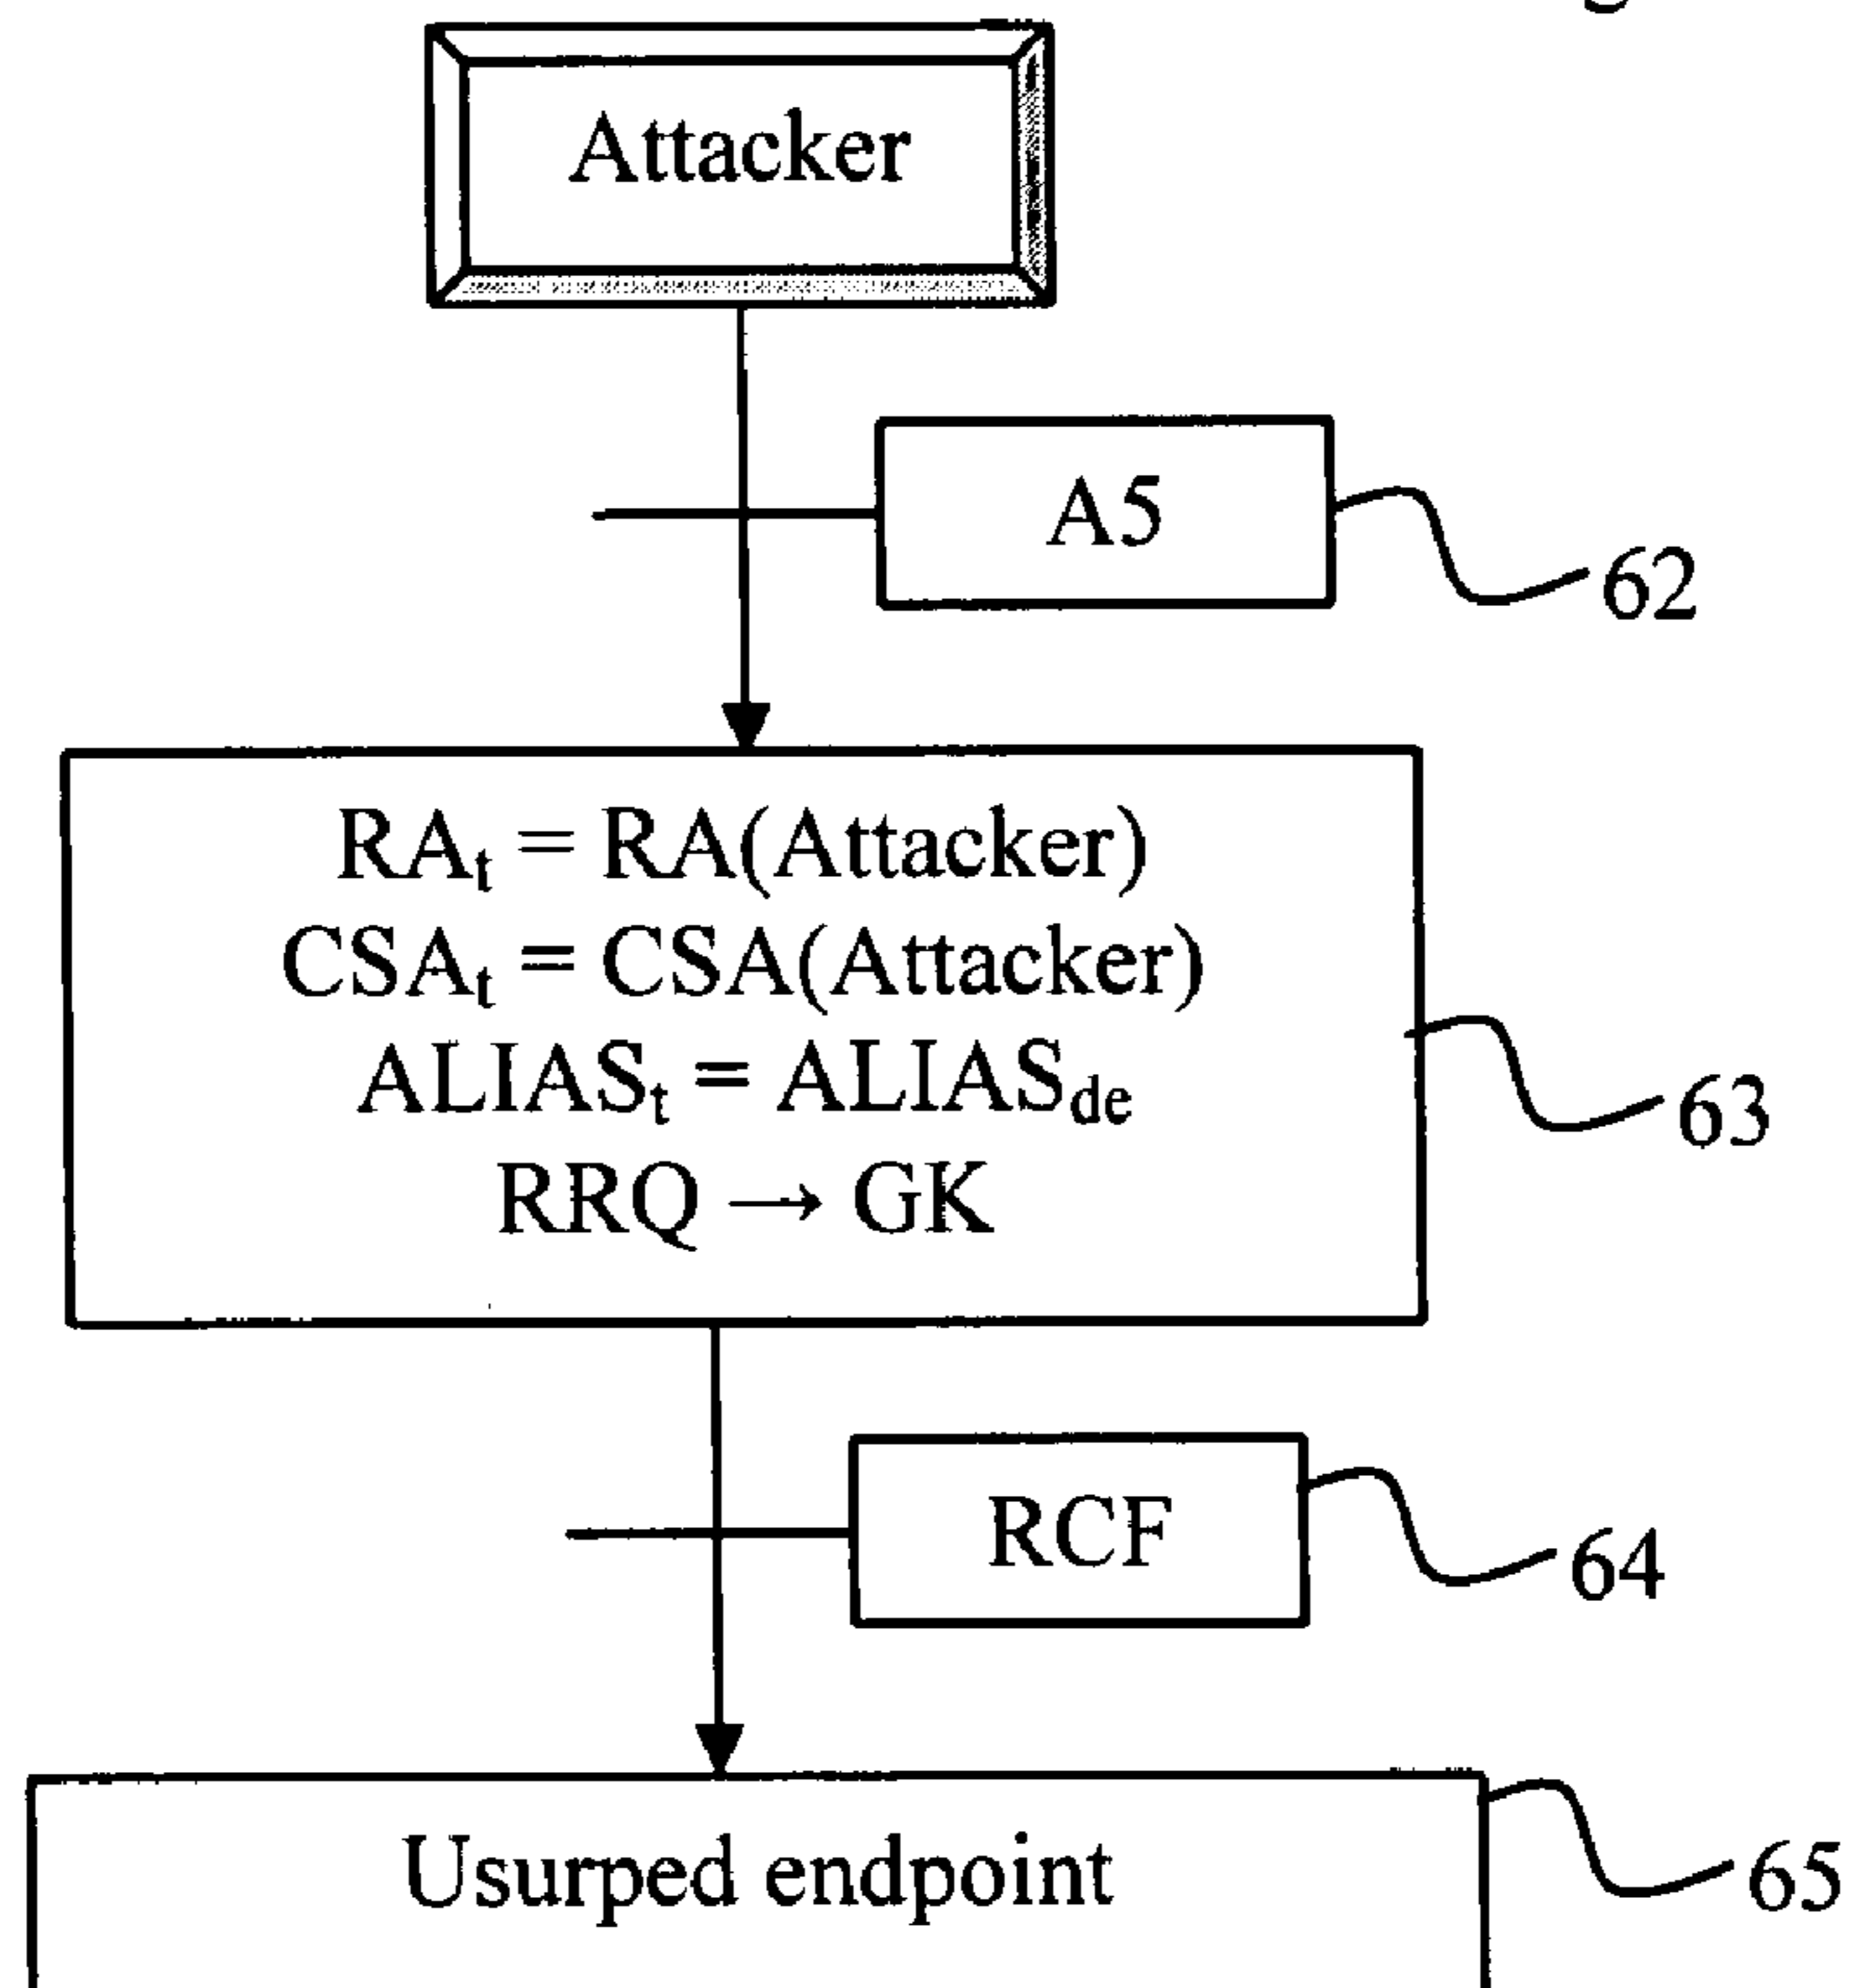 Attacker
A5
62
RAt = RA(Attacker)
CSAt = CSA(Attacker)
ALIASt = ALIASde
RRQ → GK
63
RCF
64
Usurped endpoint
65